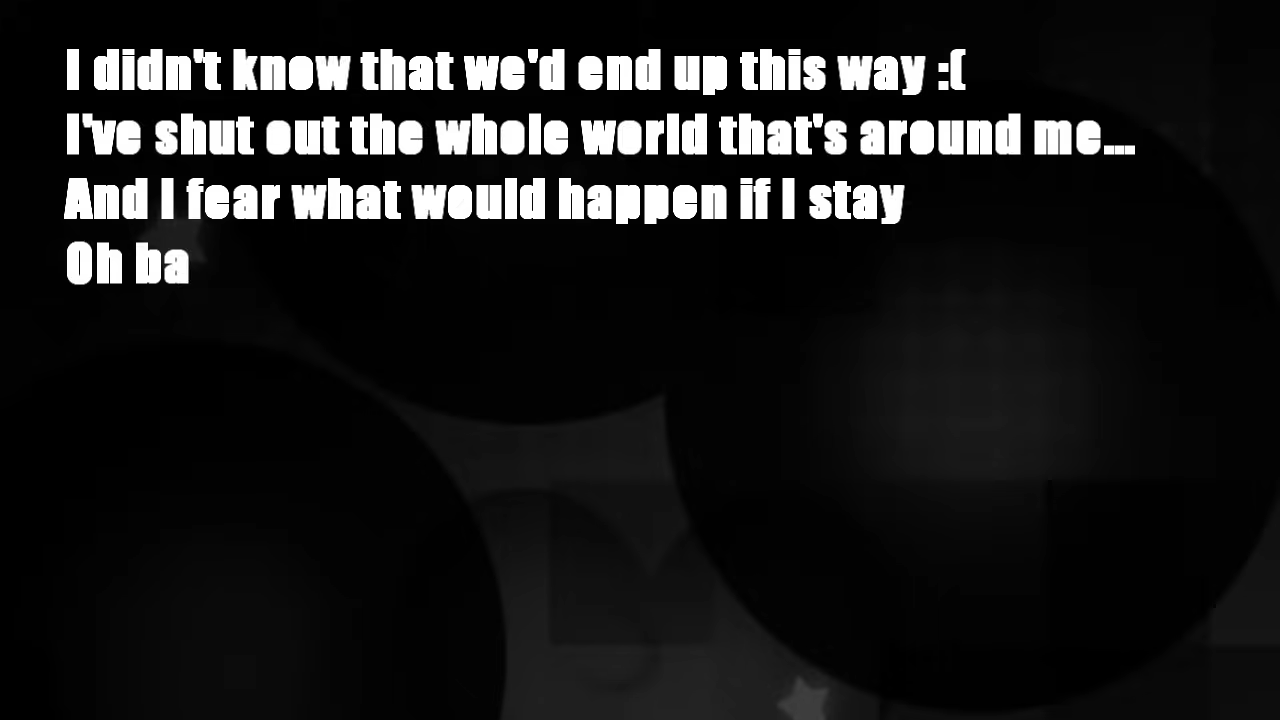 I didn't know that we'd end up this way :(
I've shut out the whole world that's around me...
And I fear what would happen if I stay
Oh ba